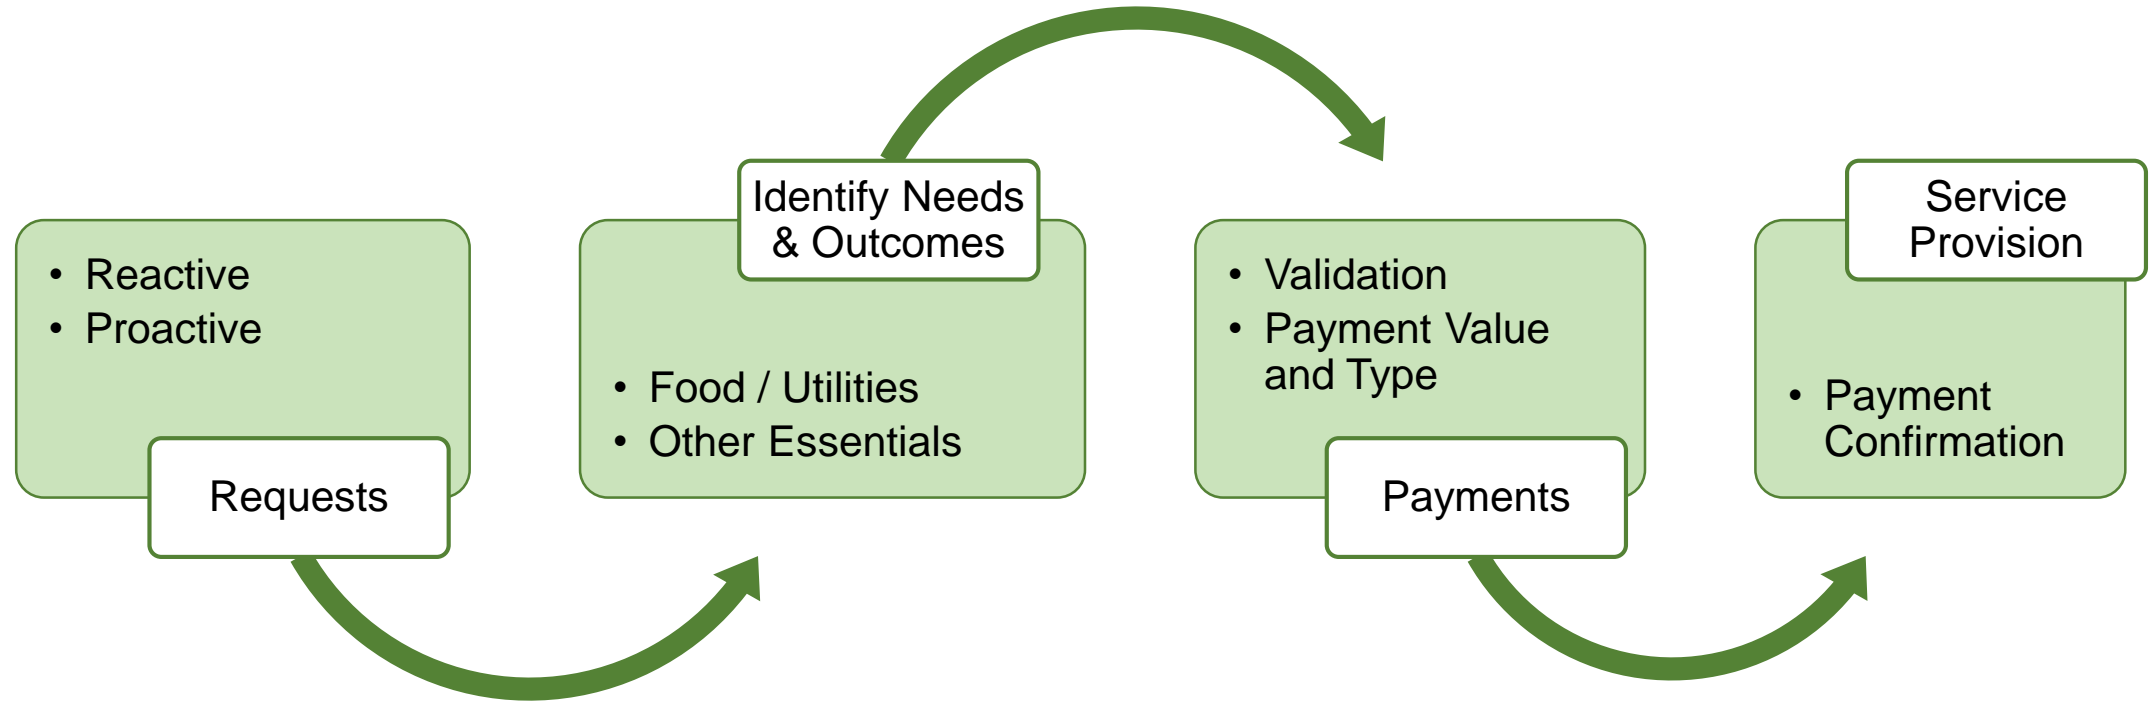 • Reactive
• Proactive
Requests
Identify Needs
& Outcomes
• Food / Utilities
• Other Essentials
• Validation
• Payment Value
and Type
Payments
Service
Provision
• Payment
Confirmation